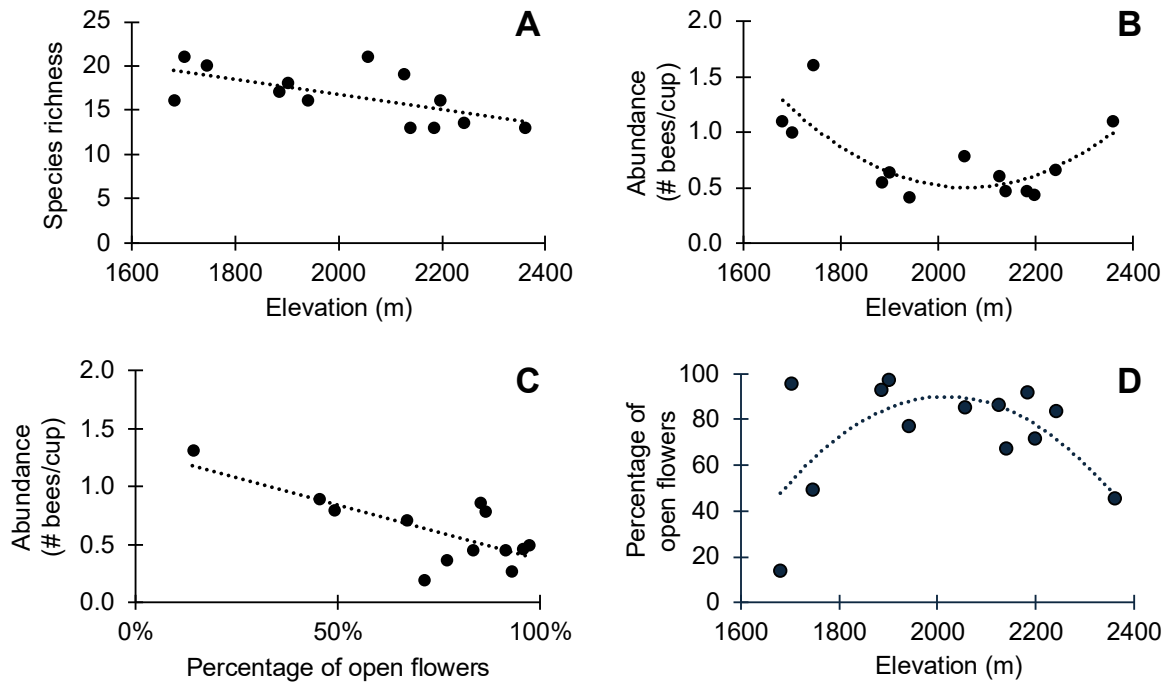 A
25
20
15
10
5
0
Species richness
1600 1800 2000 2200 2400
Elevation (m)
B
2.0
1.5
1.0
0.5
0.0
Abundance
(# bees/cup)
1600 1800 2000 2200 2400
Elevation (m)
C
2.0
1.5
1.0
0.5
0.0
Abundance
(# bees/cup)
0% 50% 100%
Percentage of open flowers
D
100
80
60
40
20
0
Percentage of
open flowers
1600 1800 2000 2200 2400
Elevation (m)